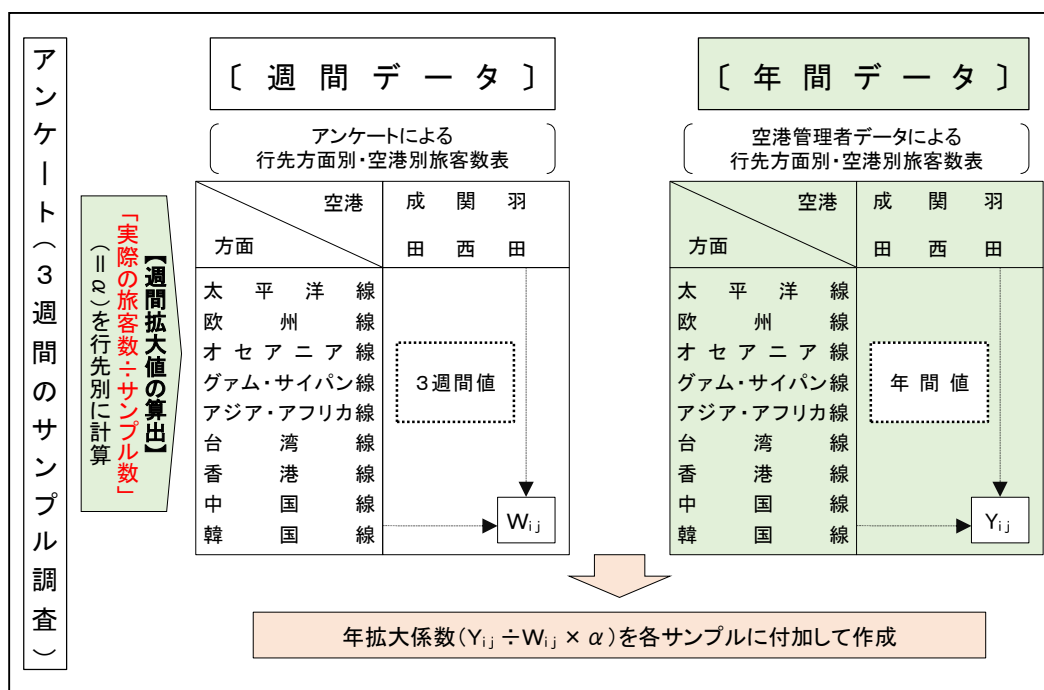 アンケート(3週間のサンプル調査)
【週間拡大値の算出】
「実際の旅客数÷サンプル数」
(=α)を行先別に計算
〔週間データ〕
アンケートによる
行先方面別・空港別旅客数表
空港
方面
成田
関西
羽田
太平洋線
欧州線
オセアニア線
グァム・サイパン線
アジア・アフリカ線
台湾線
香港線
中国線
韓国線
3週間値
Wij
〔年間データ〕
空港管理者データによる
行先方面別・空港別旅客数表
空港
方面
成田
関西
羽田
太平洋線
欧州線
オセアニア線
グァム・サイパン線
アジア・アフリカ線
台湾線
香港線
中国線
韓国線
年間値
Yij
年拡大係数(Yij÷Wij×α)を各サンプルに付加して作成